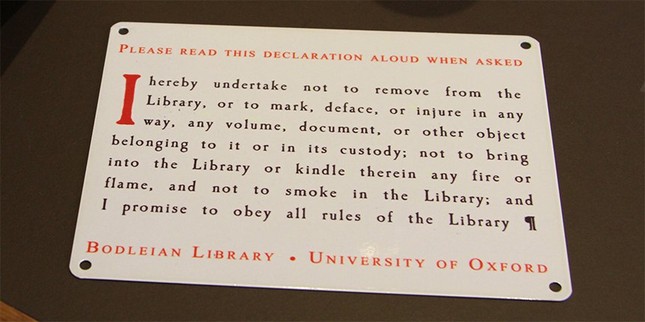 PLEASE READ THIS DECLARATION ALOUD WHEN ASKED
I hereby undertake not to remove from the
Library, or to mark, deface, or injure in any
way, any volume, document, or other object
belonging to it or in its custody; not to bring
into the Library or kindle therein any fire or
flame, and not to smoke in the Library; and
I promise to obey all rules of the Library ¶
BODLEIAN LIBRARY • UNIVERSITY OF OXFORD